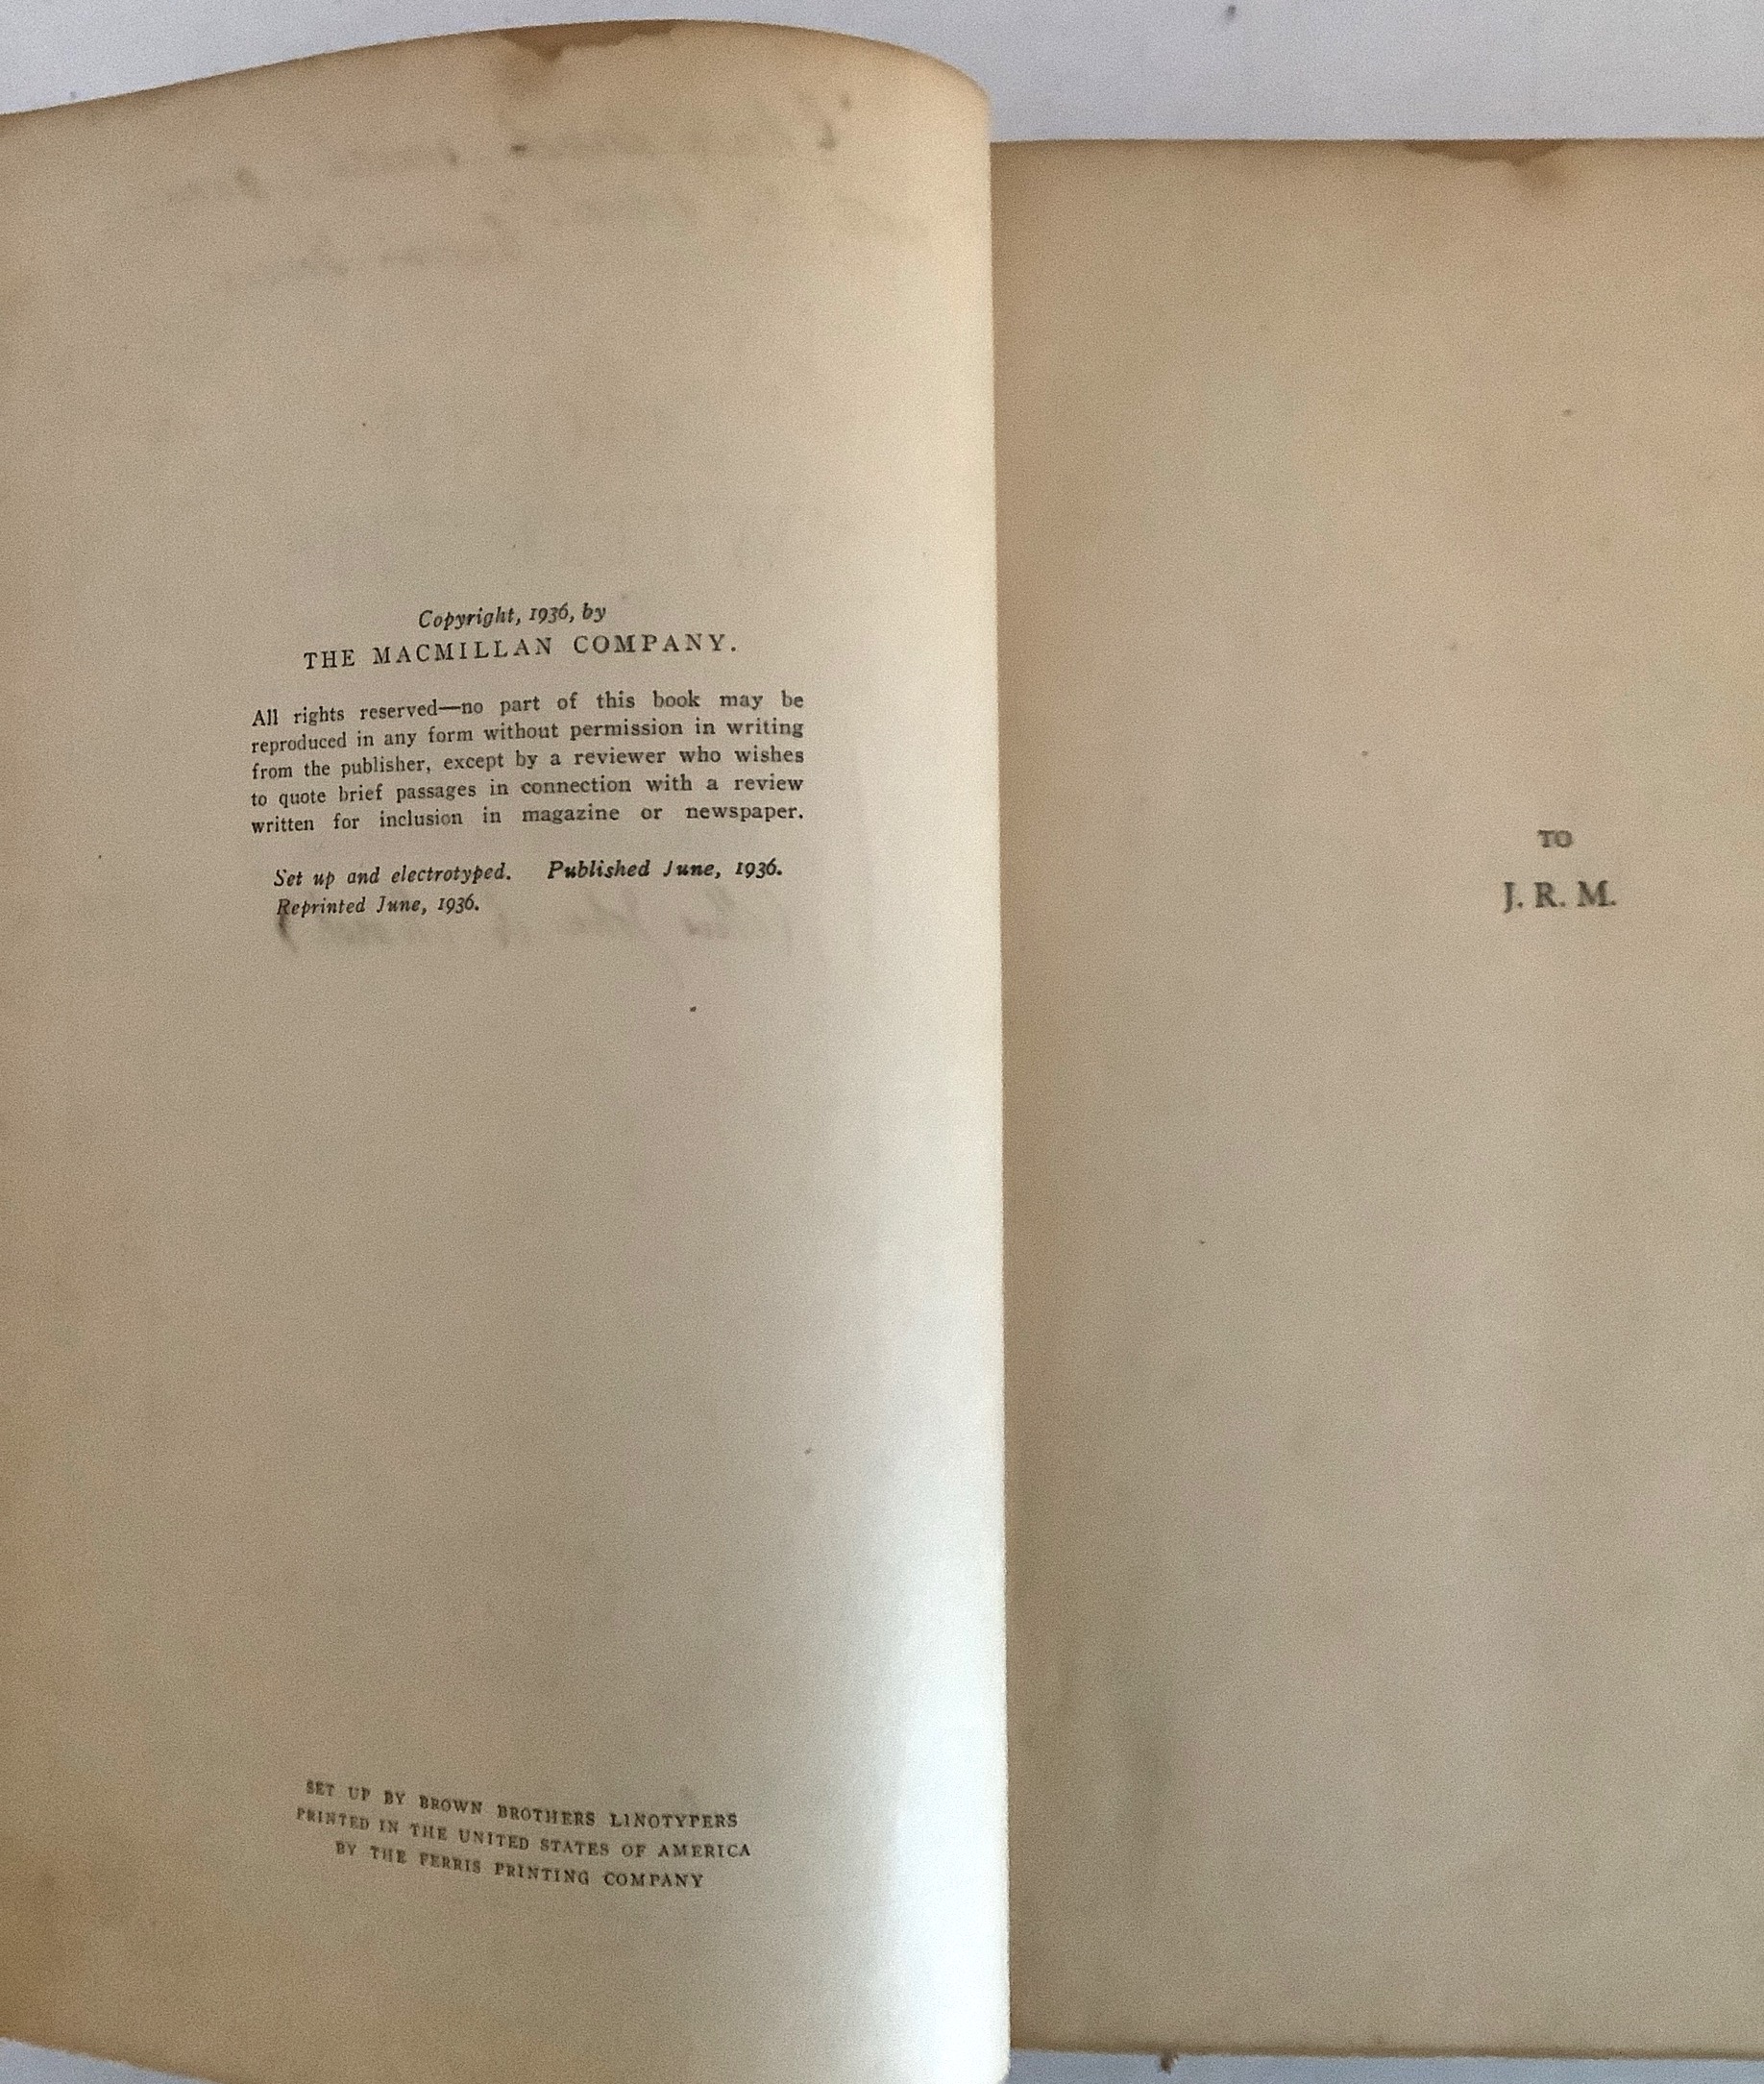 Copyright, 1936, by
THE MACMILLAN COMPANY.
All rights reserved—no part of this book may be
reproduced in any form without permission in writing
from the publisher, except by a reviewer who wishes
to quote brief passages in connection with a review
written for inclusion in magazine or newspaper.
Set up and electrotyped. Published June, 1936.
Reprinted June, 1936.
SET UP BY BROWN BROTHERS LINOTYPERS
PRINTED IN THE UNITED STATES OF AMERICA
BY THE FERRIS PRINTING COMPANY
TO
J. R. M.